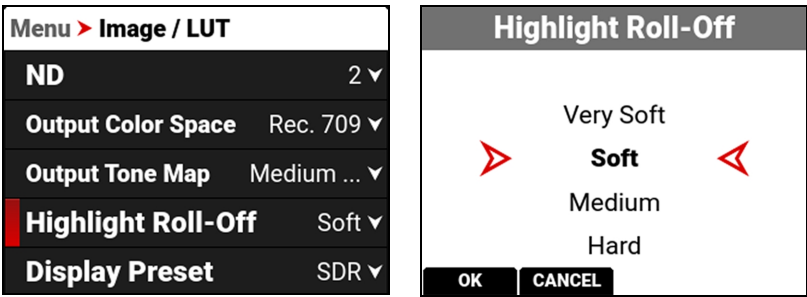 Menu > Image / LUT
ND 2
Output Color Space Rec. 709
Output Tone Map Medium ...
Highlight Roll-Off Soft
Display Preset SDR
Highlight Roll-Off
Very Soft
Soft
Medium
Hard
OK CANCEL